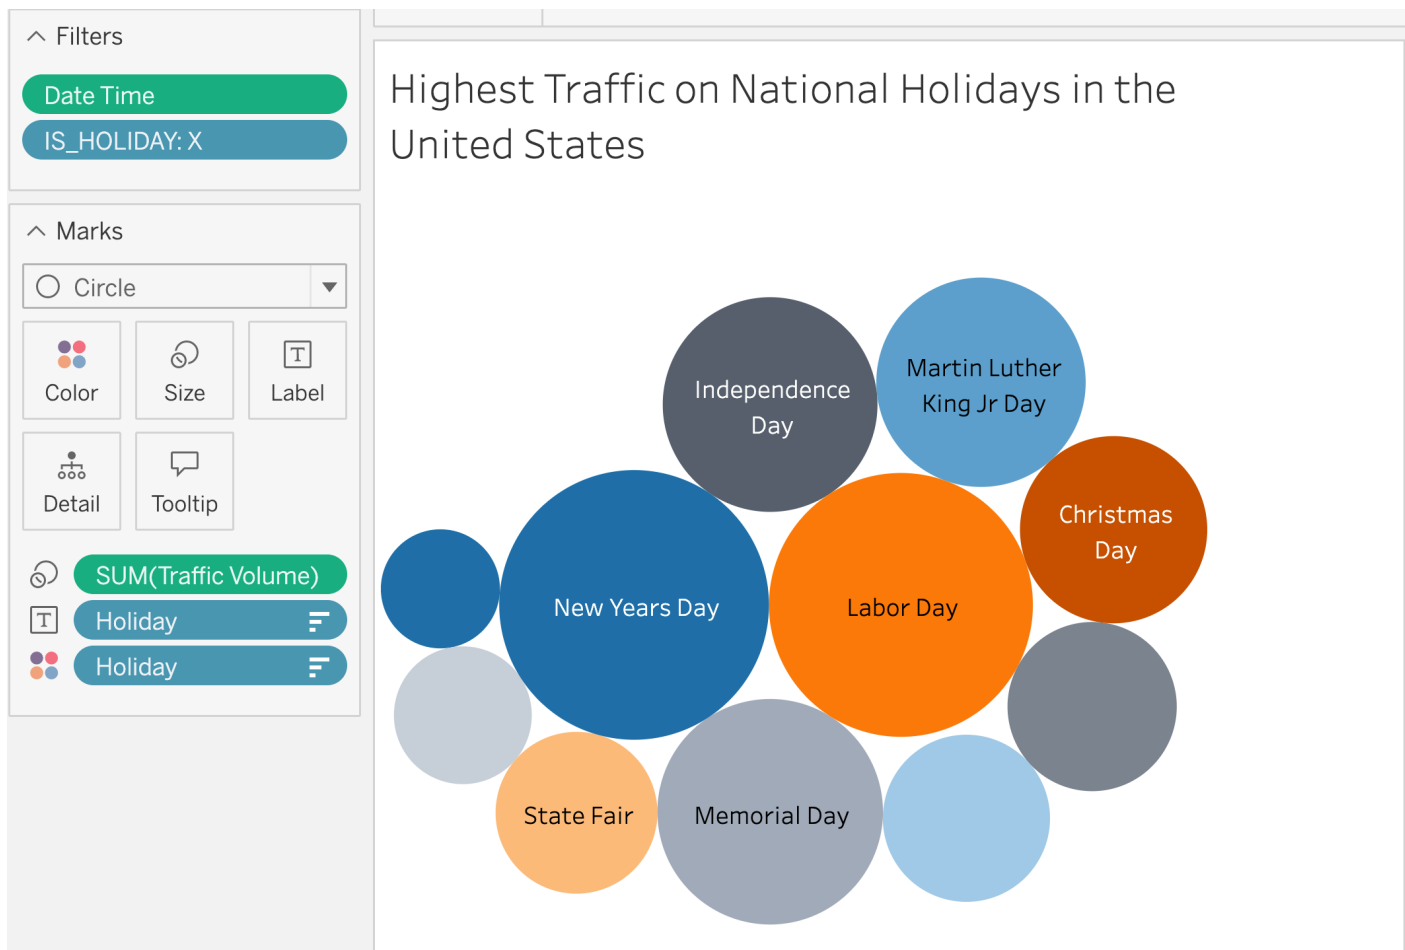 Filters
Date Time
IS_HOLIDAY: X
Marks
Circle
Color
Size
T
Label
Detail
Tooltip
SUM(Traffic Volume)
T
Holiday
Holiday
Highest Traffic on National Holidays in the
United States
Independence
Day
Martin Luther
King Jr Day
Christmas
Day
New Years Day
Labor Day
State Fair
Memorial Day